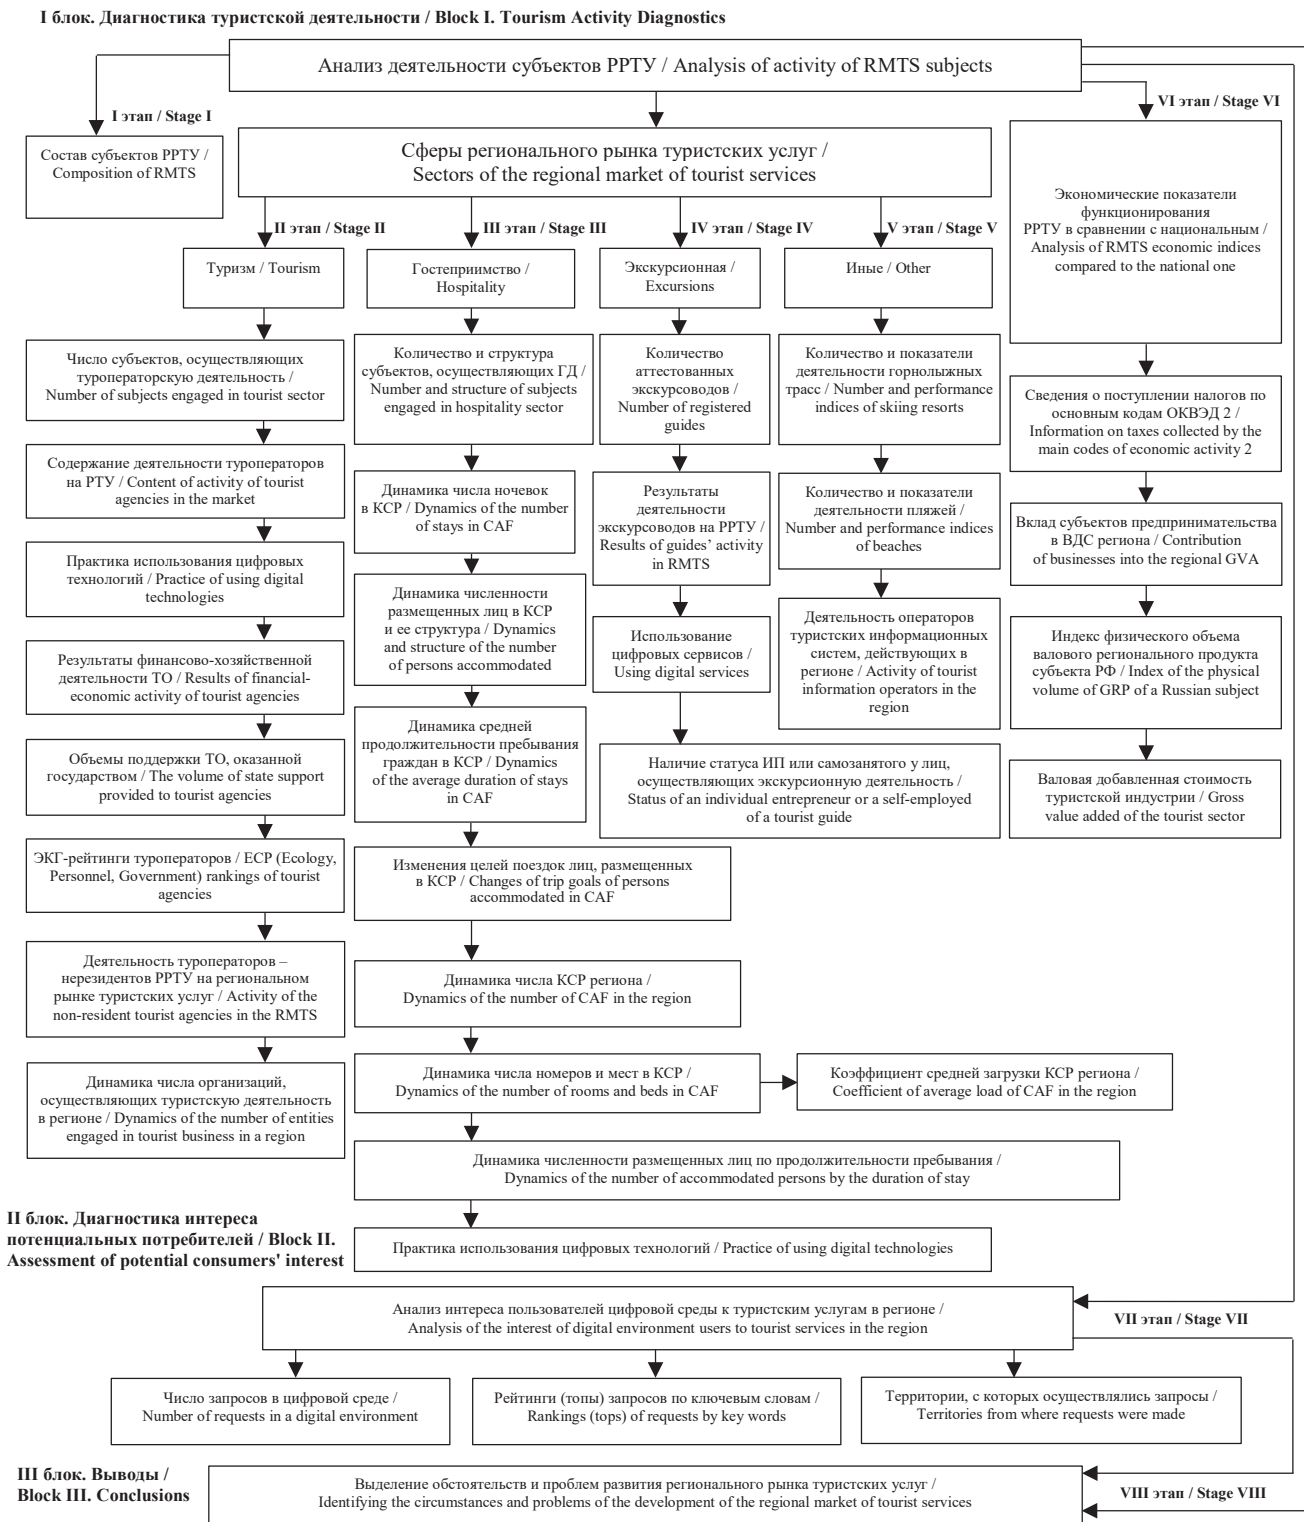 I блок. Диагностика туристской деятельности / Block I. Tourism Activity Diagnostics
Анализ деятельности субъектов РРТУ / Analysis of activity of RMTS subjects
I этап / Stage I
VI этап / Stage VI
Состав субъектов РРТУ /
Composition of RMTS
Сферы регионального рынка туристских услуг /
Sectors of the regional market of tourist services
Экономические показатели
функционирования
РРТУ в сравнении с национальным /
Analysis of RMTS economic indices
compared to the national one
II этап / Stage II
III этап / Stage III
IV этап / Stage IV
V этап / Stage V
Туризм / Tourism
Гостеприимство /
Hospitality
Экскурсионная /
Excursions
Иные / Other
Число субъектов, осуществляющих
туроператорскую деятельность /
Number of subjects engaged in tourist sector
Содержание деятельности туроператоров
на РТУ / Content of activity of tourist
agencies in the market
Практика использования цифровых
технологий / Practice of using digital
technologies
Результаты финансово-хозяйственной
деятельности ТО / Results of financial-
economic activity of tourist agencies
Объемы поддержки ТО, оказанной
государством / The volume of state support
provided to tourist agencies
ЭКГ-рейтинги туроператоров / ECP (Ecology,
Personnel, Government) rankings of tourist
agencies
Деятельность туроператоров –
нерезидентов РРТУ на региональном
рынке туристских услуг / Activity of the
non-resident tourist agencies in the RMTS
Динамика числа организаций,
осуществляющих туристскую деятельность
в регионе / Dynamics of the number of entities
engaged in tourist business in a region
Количество и структура
субъектов, осуществляющих ГД /
Number and structure of subjects
engaged in hospitality sector
Динамика числа ночевок
в КСР / Dynamics of the number
of stays in CAF
Динамика численности
размещенных лиц в КСР
и ее структура / Dynamics
and structure of the number
of persons accommodated
Динамика средней
продолжительности пребывания
граждан в КСР / Dynamics
of the average duration of stays
in CAF
Изменения целей поездок лиц, размещенных
в КСР / Changes of trip goals of persons
accommodated in CAF
Динамика числа КСР региона /
Dynamics of the number of CAF in the region
Динамика числа номеров и мест в КСР /
Dynamics of the number of rooms and beds in CAF
Коэффициент средней загрузки КСР региона /
Coefficient of average load of CAF in the region
Динамика численности размещенных лиц по продолжительности пребывания /
Dynamics of the number of accommodated persons by the duration of stay
Практика использования цифровых технологий / Practice of using digital technologies
Количество
аттестованных
экскурсоводов /
Number of registered
guides
Результаты
деятельности
экскурсоводов на РРТУ /
Results of guides’ activity
in RMTS
Использование
цифровых сервисов /
Using digital services
Наличие статуса ИП или самозанятого у лиц,
осуществляющих экскурсионную деятельность /
Status of an individual entrepreneur or a self-employed
of a tourist guide
Количество и показатели
деятельности горнолыжных
трасс / Number and performance
indices of skiing resorts
Количество и показатели
деятельности пляжей /
Number and performance indices
of beaches
Деятельность операторов
туристских информационных
систем, действующих в
регионе / Activity of tourist
information operators in the
region
Сведения о поступлении налогов по
основным кодам ОКВЭД 2 /
Information on taxes collected by the
main codes of economic activity 2
Вклад субъектов предпринимательства
в ВДС региона / Contribution
of businesses into the regional GVA
Индекс физического объема
валового регионального продукта
субъекта РФ / Index of the physical
volume of GRP of a Russian subject
Валовая добавленная стоимость
туристской индустрии / Gross
value added of the tourist sector
II блок. Диагностика интереса
потенциальных потребителей / Block II.
Assessment of potential consumers' interest
Анализ интереса пользователей цифровой среды к туристским услугам в регионе /
Analysis of the interest of digital environment users to tourist services in the region
VII этап / Stage VII
Число запросов в цифровой среде /
Number of requests in a digital environment
Рейтинги (топы) запросов по ключевым словам /
Rankings (tops) of requests by key words
Территории, с которых осуществлялись запросы /
Territories from where requests were made
III блок. Выводы /
Block III. Conclusions
Выделение обстоятельств и проблем развития регионального рынка туристских услуг /
Identifying the circumstances and problems of the development of the regional market of tourist services
VIII этап / Stage VIII